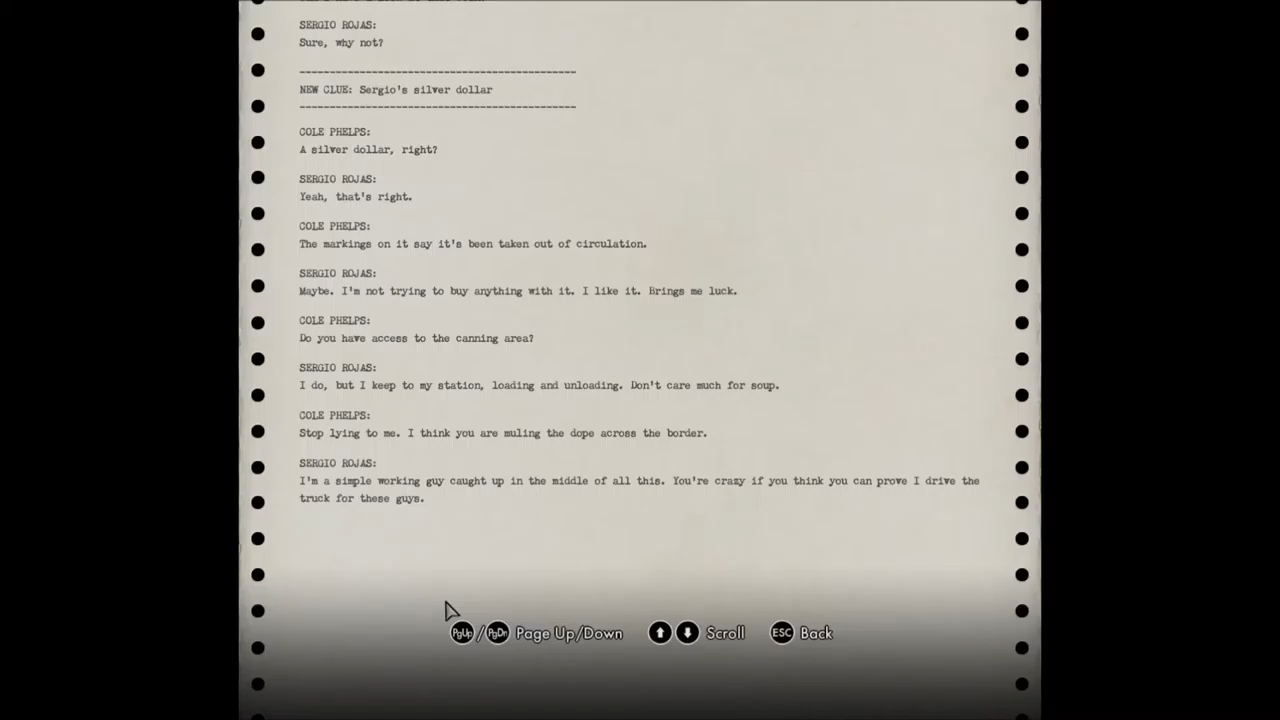 SERGIO ROJAS:
Sure, why not?
----------------------------------------------
NEW CLUE: Sergio's silver dollar
----------------------------------------------
COLE PHELPS:
A silver dollar, right?
SERGIO ROJAS:
Yeah, that's right.
COLE PHELPS:
The markings on it say it's been taken out of circulation.
SERGIO ROJAS:
Maybe. I'm not trying to buy anything with it. I like it. Brings me luck.
COLE PHELPS:
Do you have access to the canning area?
SERGIO ROJAS:
I do, but I keep to my station, loading and unloading. Don't care much for soup.
COLE PHELPS:
Stop lying to me. I think you are muling the dope across the border.
SERGIO ROJAS:
I'm a simple working guy caught up in the middle of all this. You're crazy if you think you can prove I drive the
truck for these guys.
PgUp/PgDn Page Up/Down Scroll ESC Back